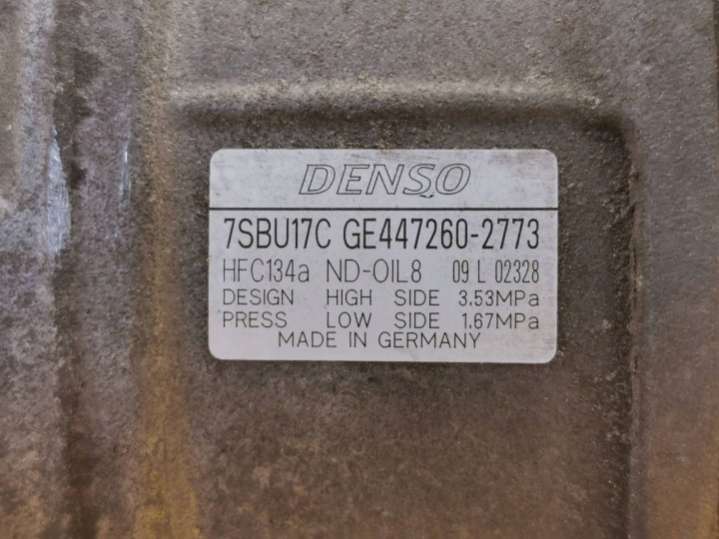 DENSO
7SBU17C GE447260-2773
HFC134a ND-OIL8 09 L 02328
DESIGN HIGH SIDE 3.53MPa
PRESS LOW SIDE 1.67MPa
MADE IN GERMANY